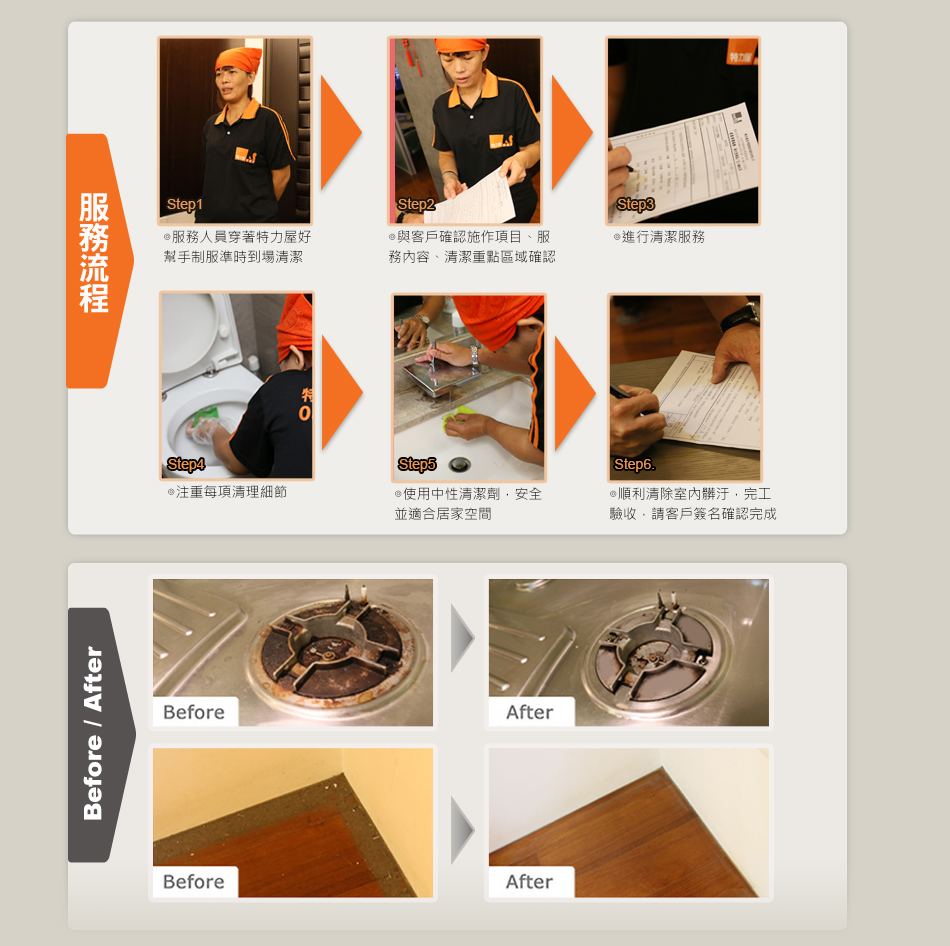 服務流程
特力屋
Step1
Step2
Step3
◎服務人員穿著特力屋好
幫手制服準時到場清潔
◎與客戶確認施作項目、服
務內容、清潔重點區域確認
◎進行清潔服務
特
Step4
Step5
Step6.
◎注重每項清理細節
◎使用中性清潔劑，安全
並適合居家空間
◎順利清除室內髒汙，完工
驗收，請客戶簽名確認完成
Before / After
Before
After
Before
After